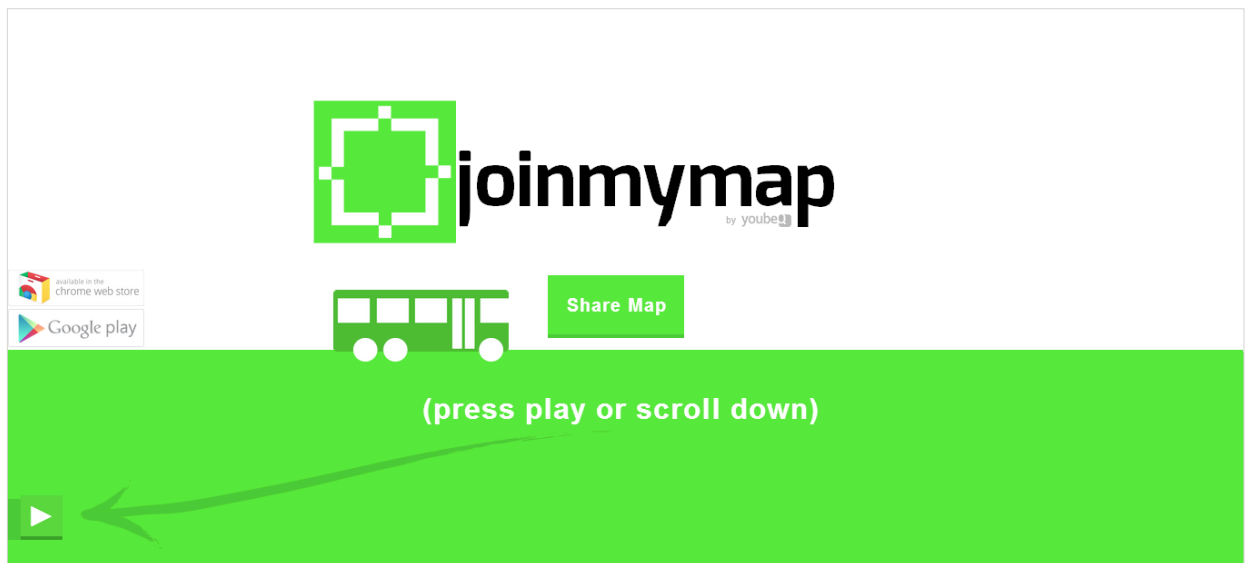 joinmymap
by youbeq
available in the
chrome web store
Google play
Share Map
(press play or scroll down)